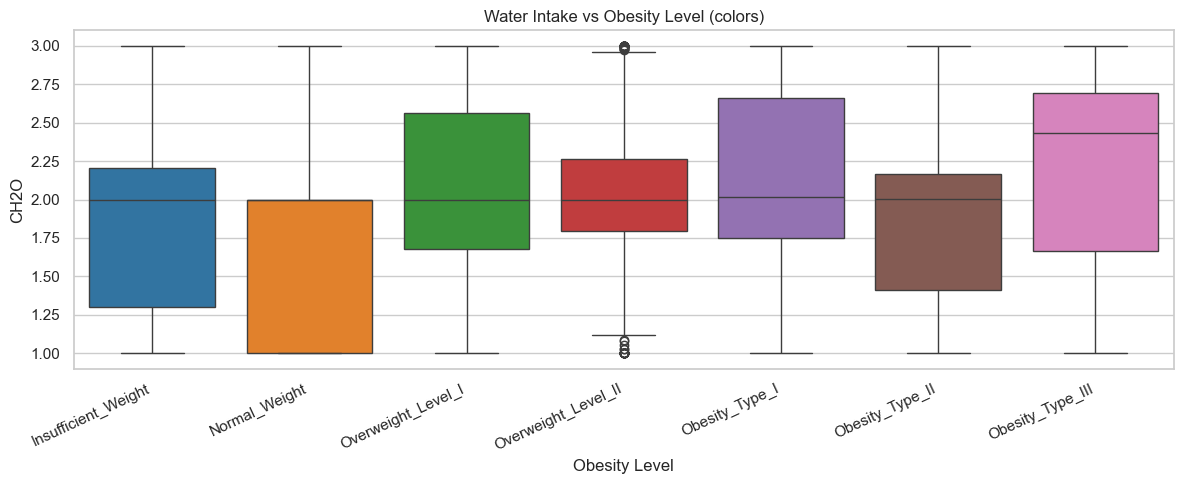 Water Intake vs Obesity Level (colors)
CH2O
3.00
2.75
2.50
2.25
2.00
1.75
1.50
1.25
1.00
Insufficient_Weight
Normal_Weight
Overweight_Level_I
Overweight_Level_II
Obesity_Type_I
Obesity_Type_II
Obesity_Type_III
Obesity Level